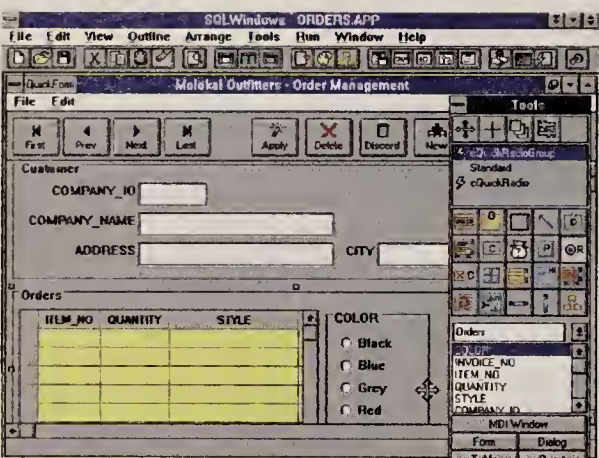 SQLWindows ORDERS.APP
File Edit View Outline Arrange Tools Run Window Help
QuickForm Molokai Outfitters - Order Management
File Edit
First Prev Next Last Apply Delete Discard New
Customer
COMPANY_ID
COMPANY_NAME
ADDRESS CITY
Orders
ITEM_NO QUANTITY STYLE
COLOR
Black
Blue
Grey
Red
Tools
cQuickRadioGroup
Standard
cQuickRadio
Orders
COLOR
INVOICE_NO
ITEM_NO
QUANTITY
STYLE
COMPANY_ID
MDI Window
Form Dialog